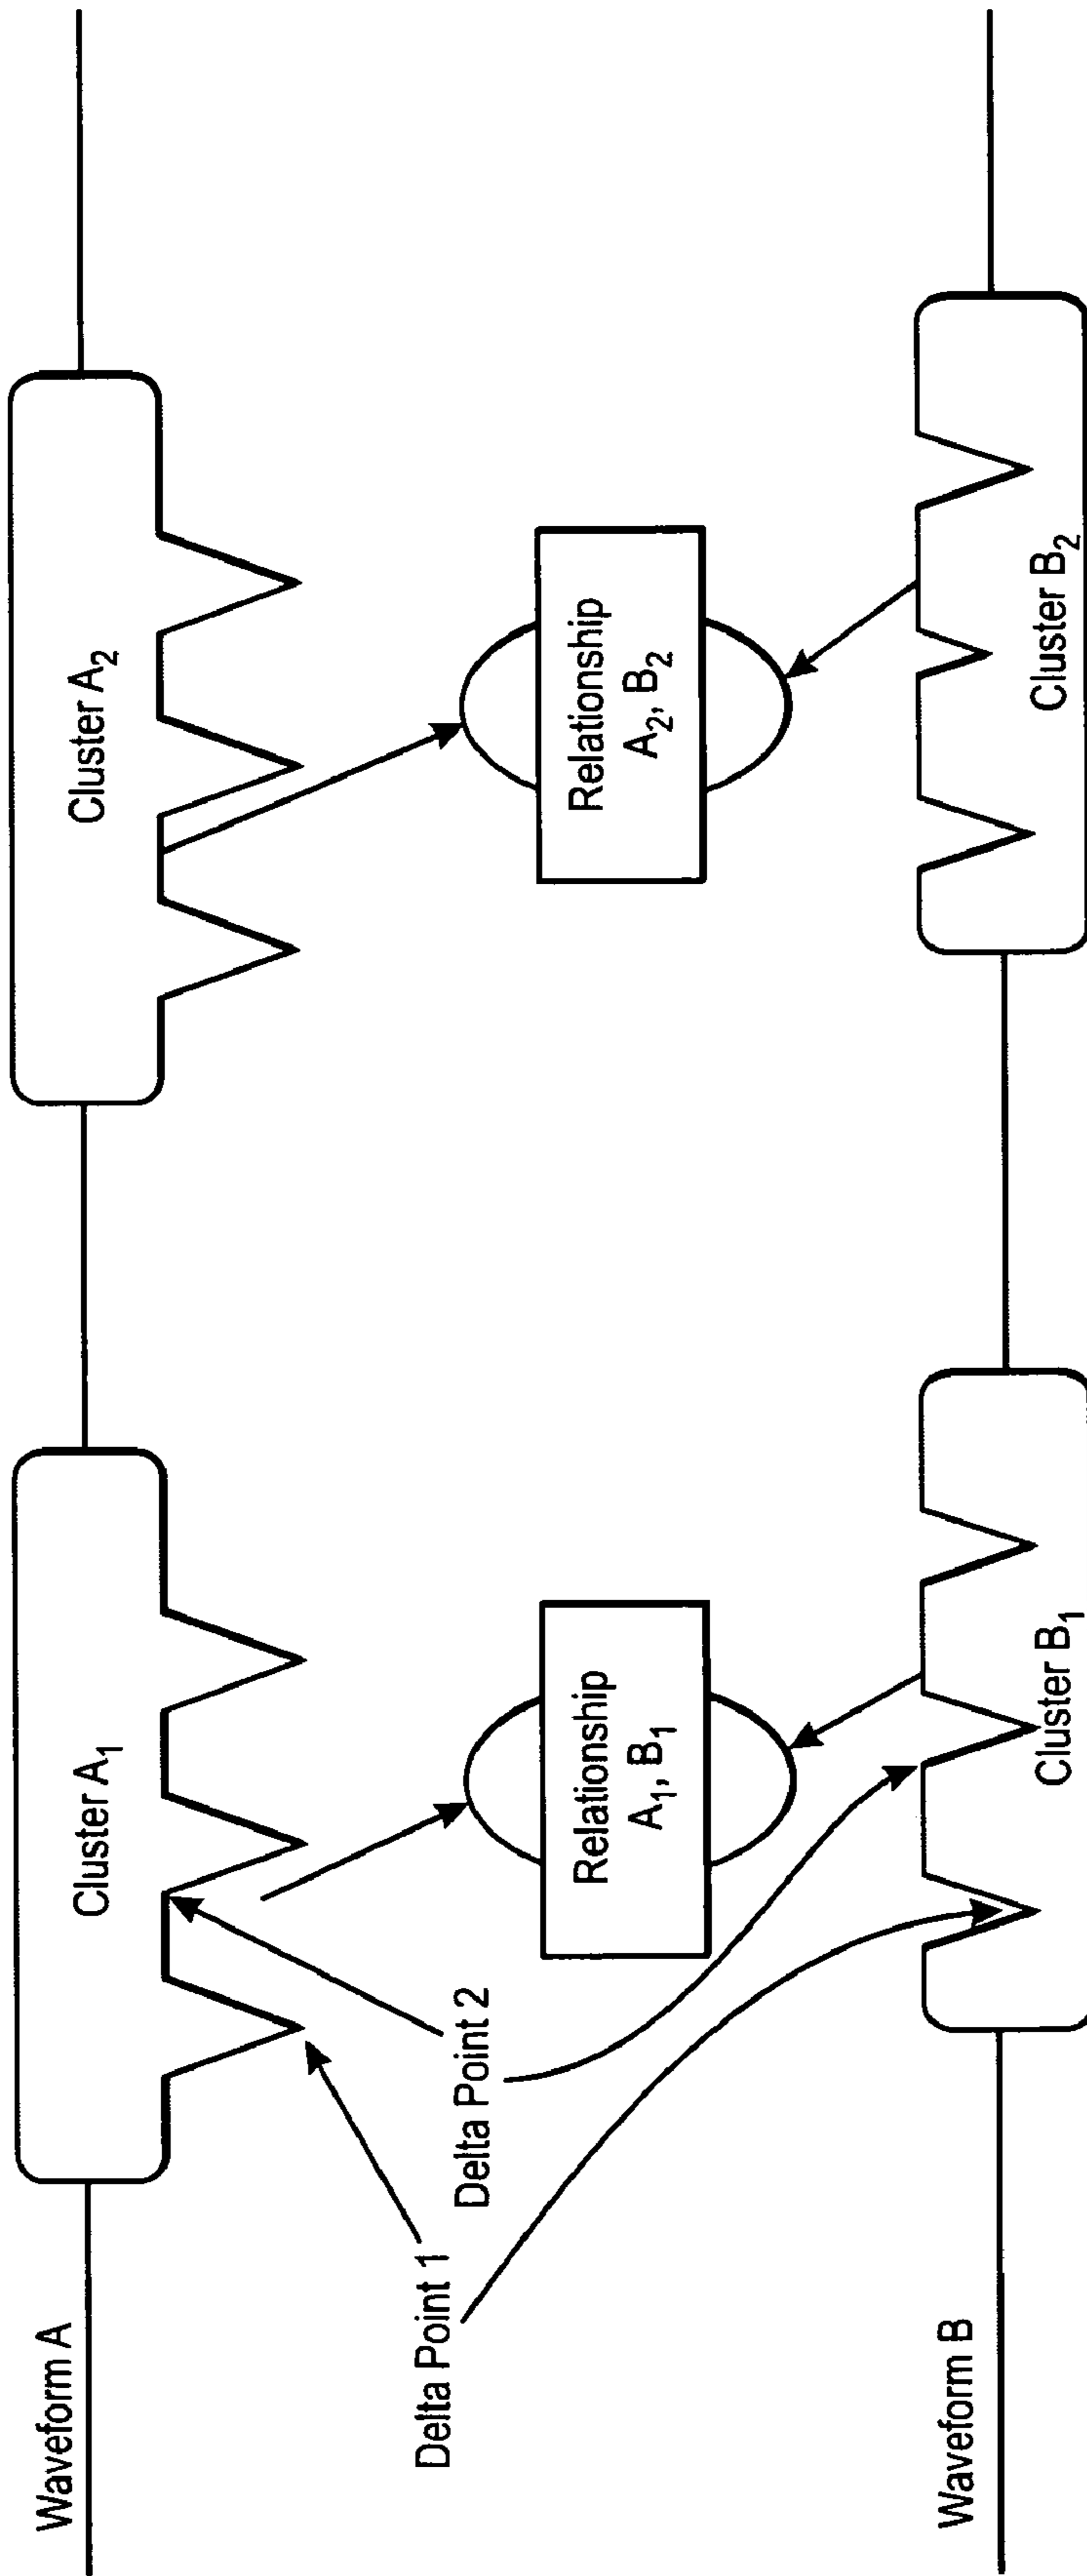 Waveform A
Cluster A₁
Cluster A₂
Delta Point 1
Delta Point 2
Relationship
A₁, B₁
Relationship
A₂, B₂
Waveform B
Cluster B₁
Cluster B₂